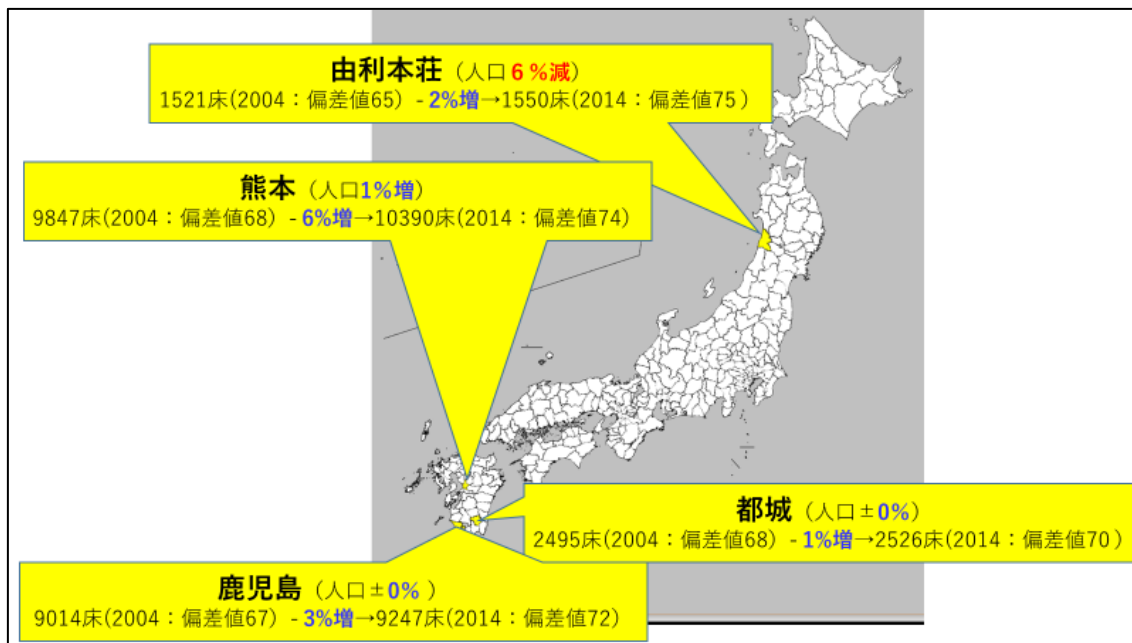 由利本荘（人口６%減）
1521床(2004：偏差値65) - 2%増→1550床(2014：偏差値75 )
熊本（人口1%増）
9847床(2004：偏差値68) - 6%増→10390床(2014：偏差値74)
都城（人口±0%）
2495床(2004：偏差値68) - 1%増→2526床(2014：偏差値70 )
鹿児島（人口±0% ）
9014床(2004：偏差値67) - 3%増→9247床(2014：偏差値72)